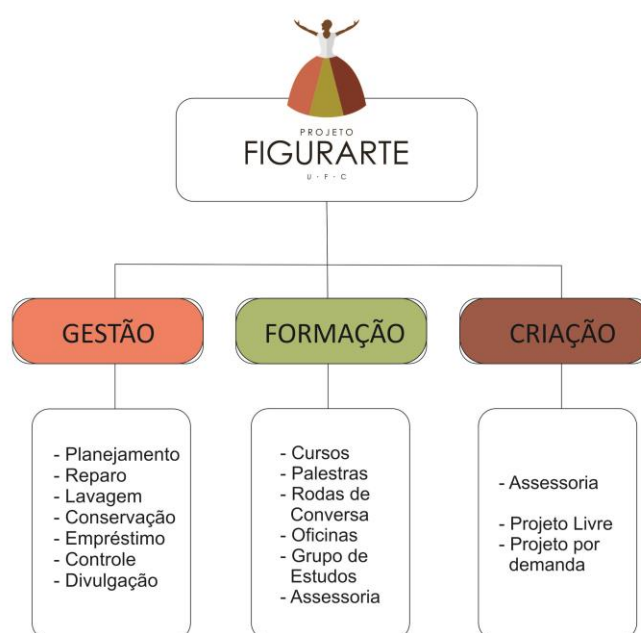 PROJETO
FIGURARTE
U · F · C
GESTÃO
- Planejamento
- Reparo
- Lavagem
- Conservação
- Empréstimo
- Controle
- Divulgação
FORMAÇÃO
- Cursos
- Palestras
- Rodas de
Conversa
- Oficinas
- Grupo de
Estudos
- Assessoria
CRIAÇÃO
- Assessoria
- Projeto Livre
- Projeto por
demanda